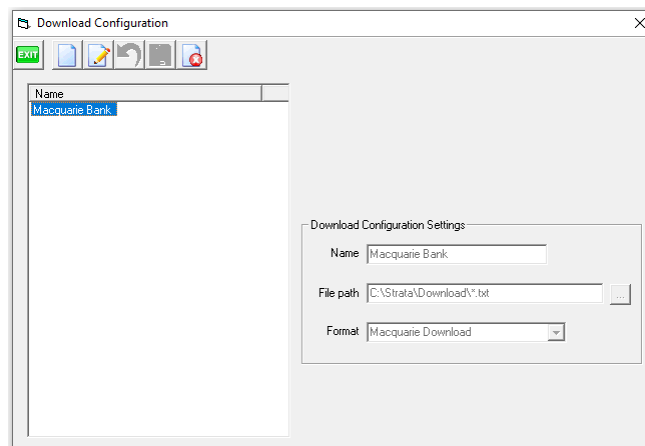 Download Configuration
EXIT
Name
Macquarie Bank
Download Configuration Settings
Name Macquarie Bank
File path C:\Strata\Download\*.txt ...
Format Macquarie Download